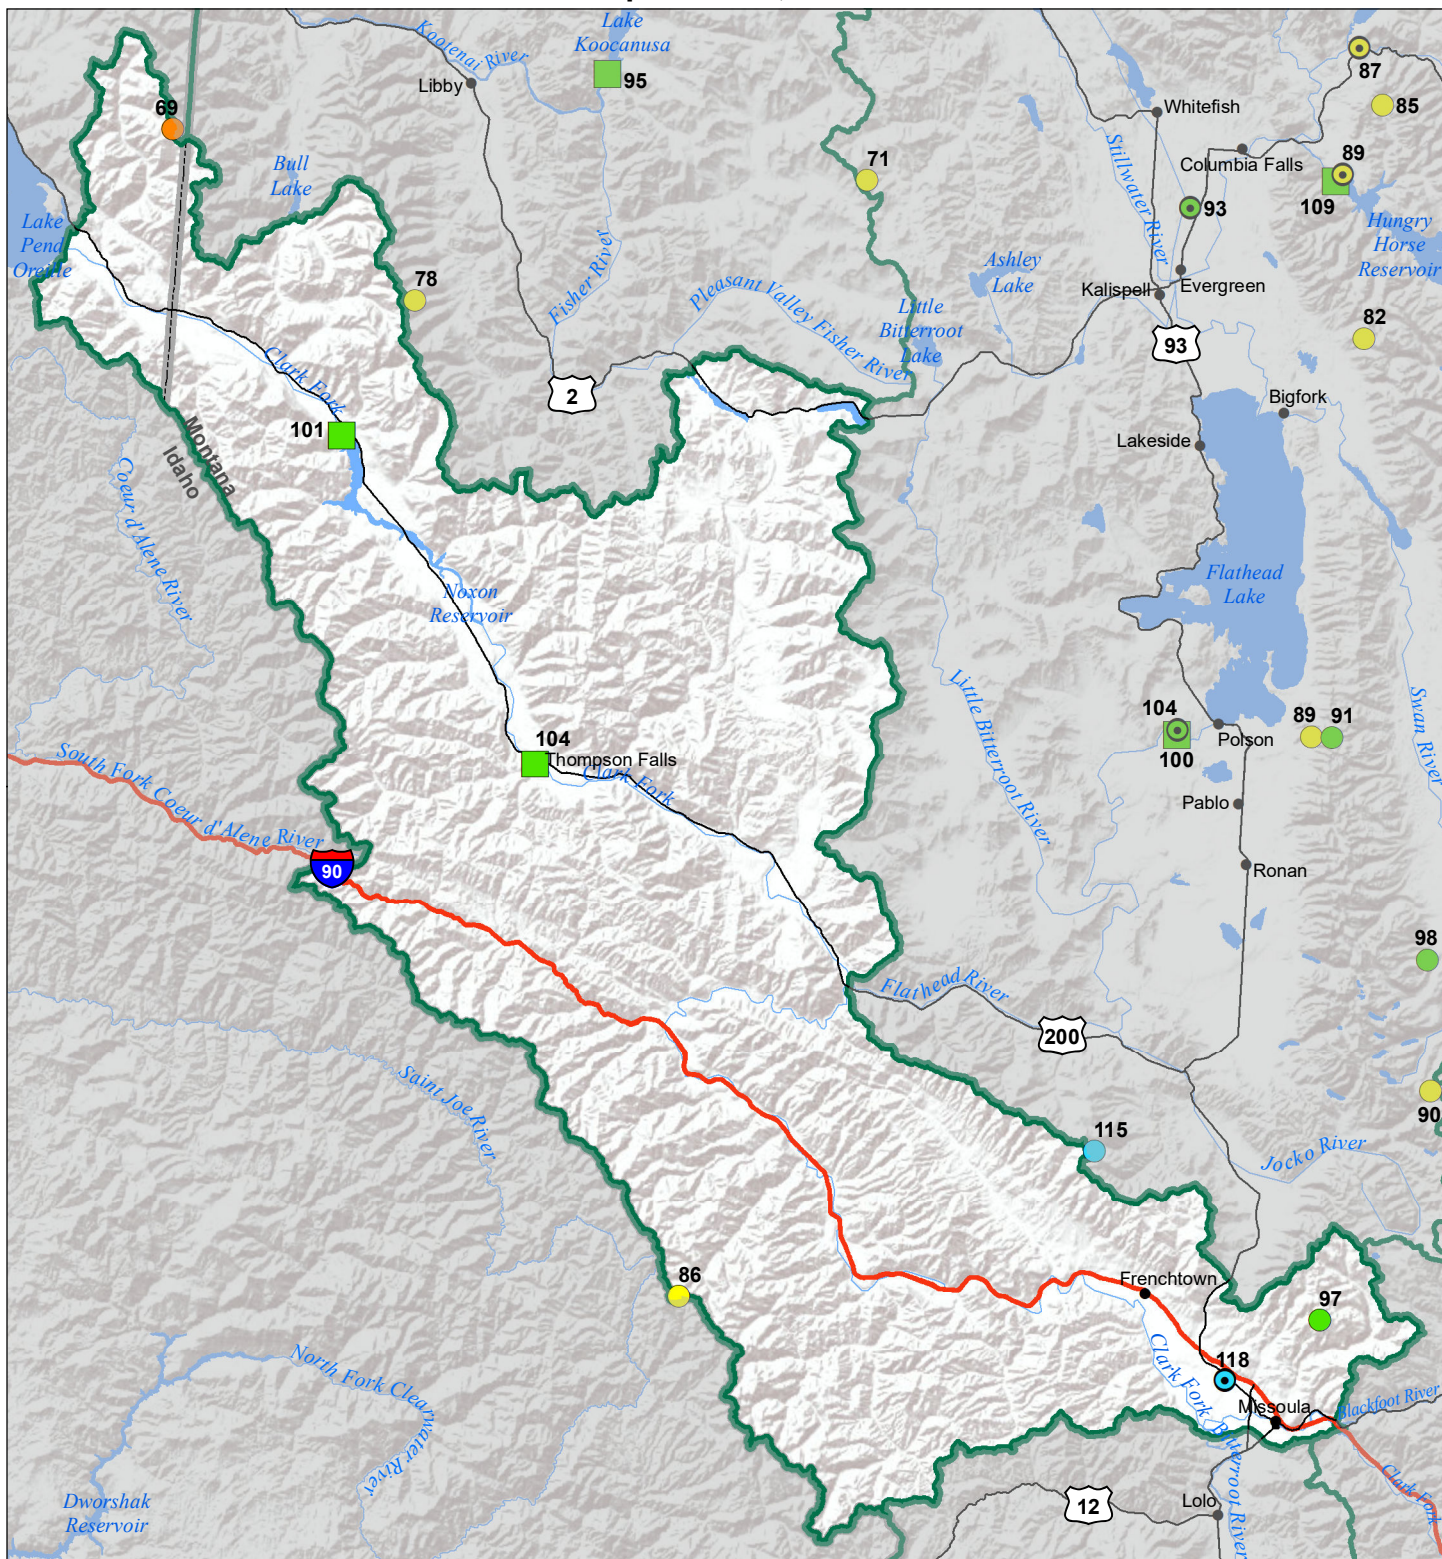 Lake
Koocanusa
Kootenai River
87
Libby
95
85
69
Whitefish
Stillwater River
Columbia Falls
71
89
Bull
Lake
109
93
Lake
Pend
Oreille
Hungry
Horse
Reservoir
Fisher River
Ashley
Lake
78
Evergreen
Kalispell
Pleasant Valley Fisher River
Little
Bitterroot
Lake
82
93
Clark Fork
2
Bigfork
101
Lakeside
Montana
Idaho
Coeur d'Alene River
Flathead
Lake
Noxon
Reservoir
Swan River
Little Bitterroot River
104
89
91
104
Polson
100
Thompson Falls
Clark Fork
South Fork Coeur d'Alene River
Pablo
90
Ronan
98
Flathead River
200
Saint Joe River
90
115
Jocko River
86
Frenchtown
97
118
Clark Fork
North Fork Clearwater
River
Missoula
Blackfoot River
Bitterroot River
Clark Fork
Dworshak
Reservoir
12
Lolo